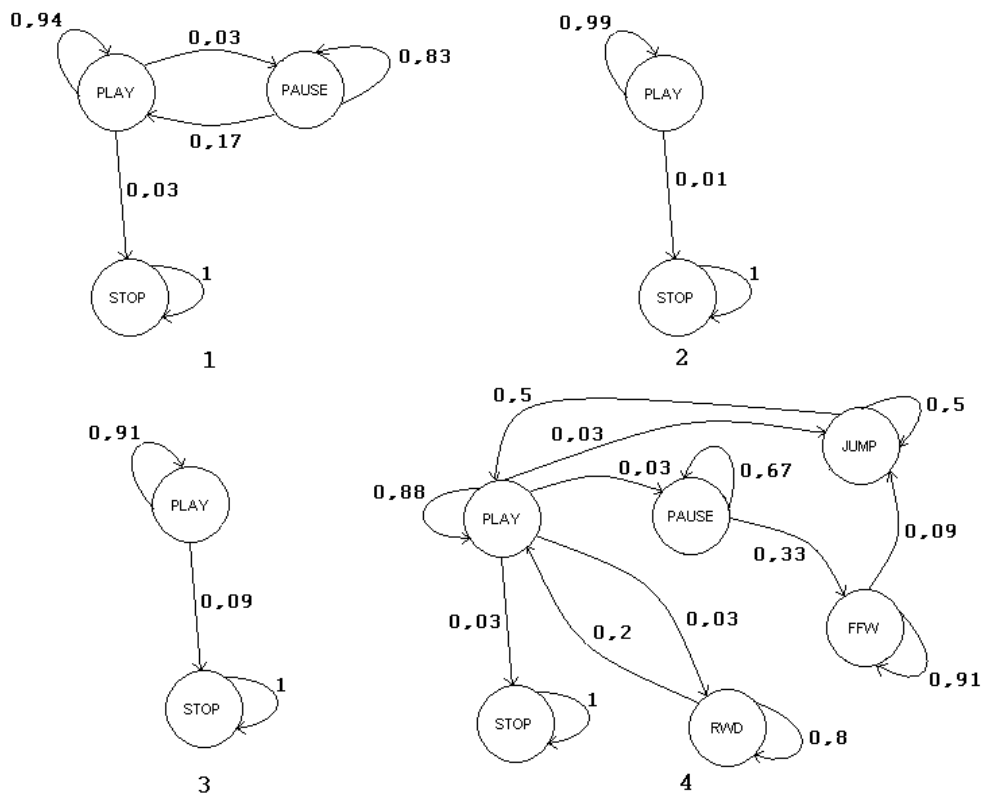 0,94
0,03
0,83
PLAY
PAUSE
0,17
0,03
STOP
1
1
0,99
PLAY
0,01
STOP
1
2
0,91
PLAY
0,09
STOP
1
3
0,5
0,03
0,5
JUMP
0,03
0,67
0,88
PLAY
PAUSE
0,09
0,33
0,03
0,2
0,03
FFW
0,91
STOP
1
RWD
0,8
4